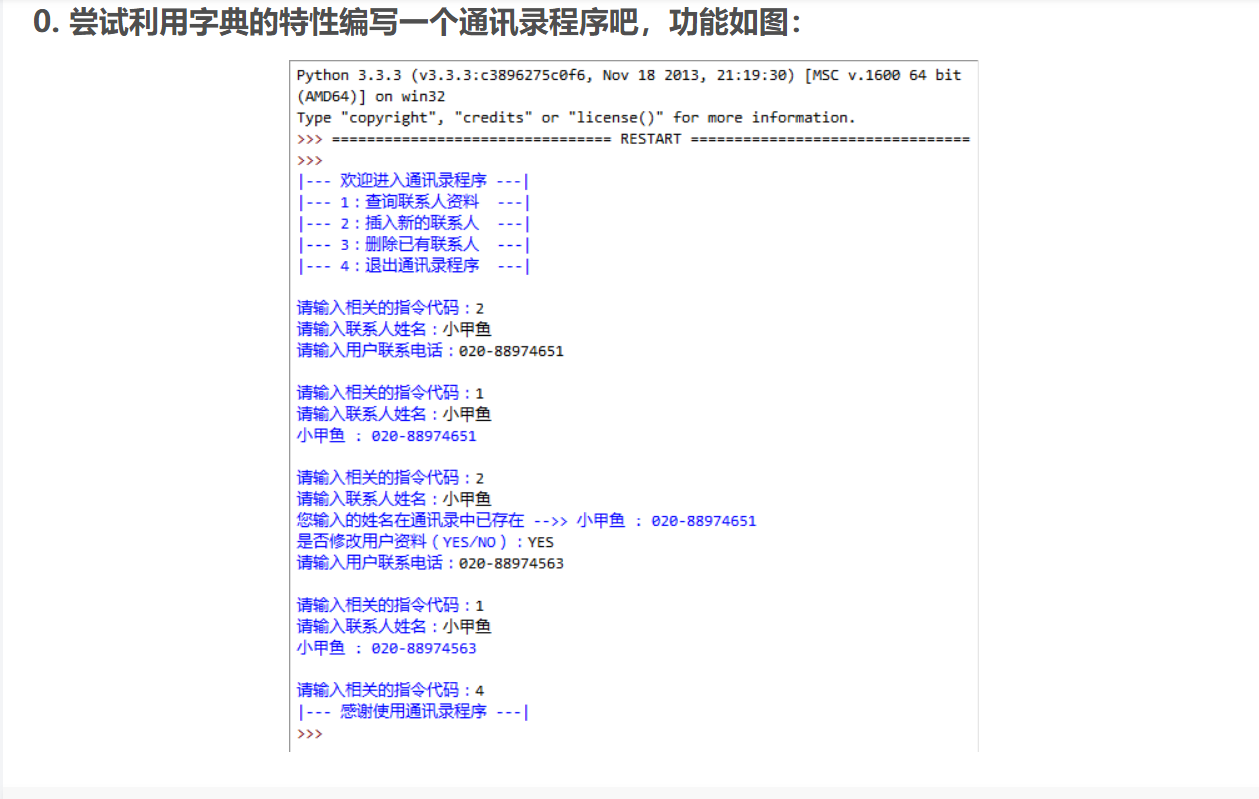 0. 尝试利用字典的特性编写一个通讯录程序吧，功能如图：
Python 3.3.3 (v3.3.3:c3896275c0f6, Nov 18 2013, 21:19:30) [MSC v.1600 64 bit
(AMD64)] on win32
Type "copyright", "credits" or "license()" for more information.
>>> ================================ RESTART ================================
>>>
|--- 欢迎进入通讯录程序 ---|
|--- 1：查询联系人资料  ---|
|--- 2：插入新的联系人  ---|
|--- 3：删除已有联系人  ---|
|--- 4：退出通讯录程序  ---|
请输入相关的指令代码：2
请输入联系人姓名：小甲鱼
请输入用户联系电话：020-88974651
请输入相关的指令代码：1
请输入联系人姓名：小甲鱼
小甲鱼 : 020-88974651
请输入相关的指令代码：2
请输入联系人姓名：小甲鱼
您输入的姓名在通讯录中已存在 -->> 小甲鱼 : 020-88974651
是否修改用户资料（YES/NO）：YES
请输入用户联系电话：020-88974563
请输入相关的指令代码：1
请输入联系人姓名：小甲鱼
小甲鱼 : 020-88974563
请输入相关的指令代码：4
|--- 感谢使用通讯录程序 ---|
>>>